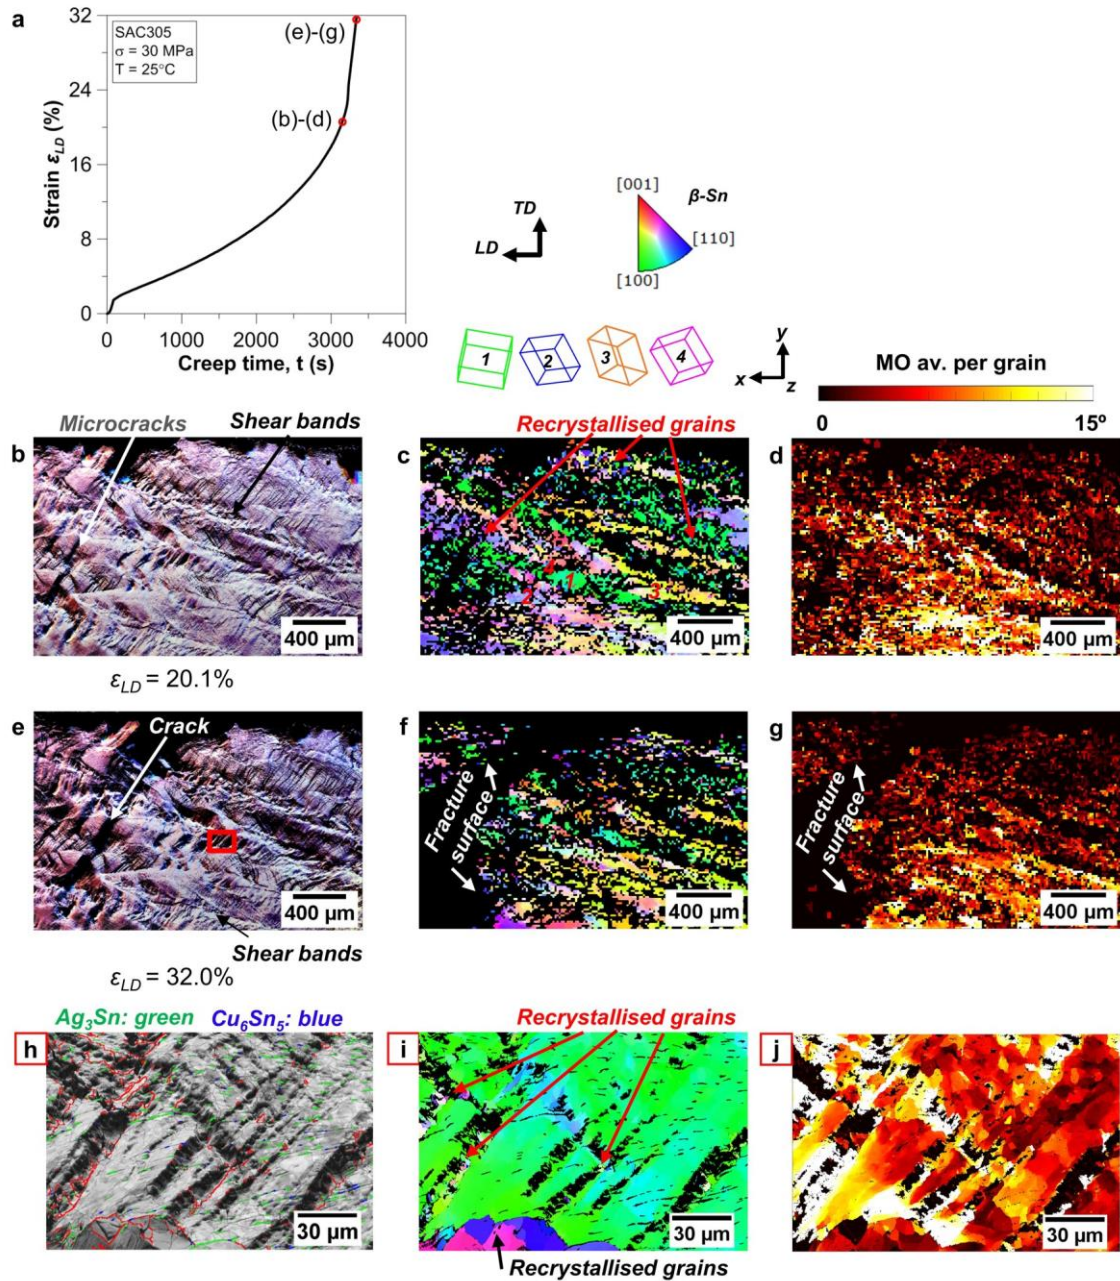 a
SAC305
σ = 30 MPa
T = 25°C
(e)-(g)
(b)-(d)
Strain ε_LD (%)
32
24
16
8
0
0 1000 2000 3000 4000
Creep time, t (s)
TD
LD
[001]
β-Sn
[110]
[100]
1 2 3 4
y
x z
MO av. per grain
0 15º
Microcracks Shear bands
Recrystallised grains
b
400 µm
c
1
2
3
400 µm
d
400 µm
ε_LD = 20.1%
e
Crack
400 µm
Shear bands
f
Fracture
surface
400 µm
g
Fracture
surface
400 µm
ε_LD = 32.0%
Ag₃Sn: green Cu₆Sn₅: blue
Recrystallised grains
h
30 µm
i
30 µm
j
30 µm
Recrystallised grains